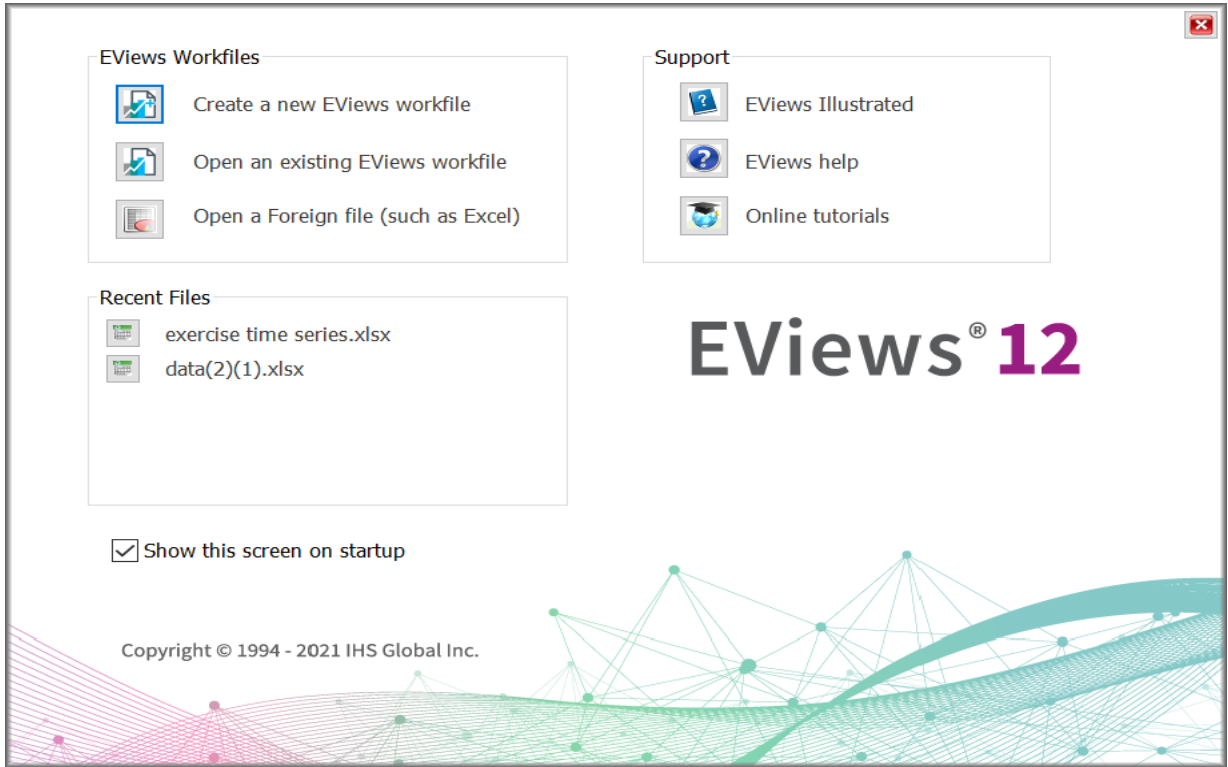 EViews Workfiles
Create a new EViews workfile
Open an existing EViews workfile
Open a Foreign file (such as Excel)
Support
EViews Illustrated
EViews help
Online tutorials
Recent Files
exercise time series.xlsx
data(2)(1).xlsx
EViews® 12
Show this screen on startup
Copyright © 1994 - 2021 IHS Global Inc.